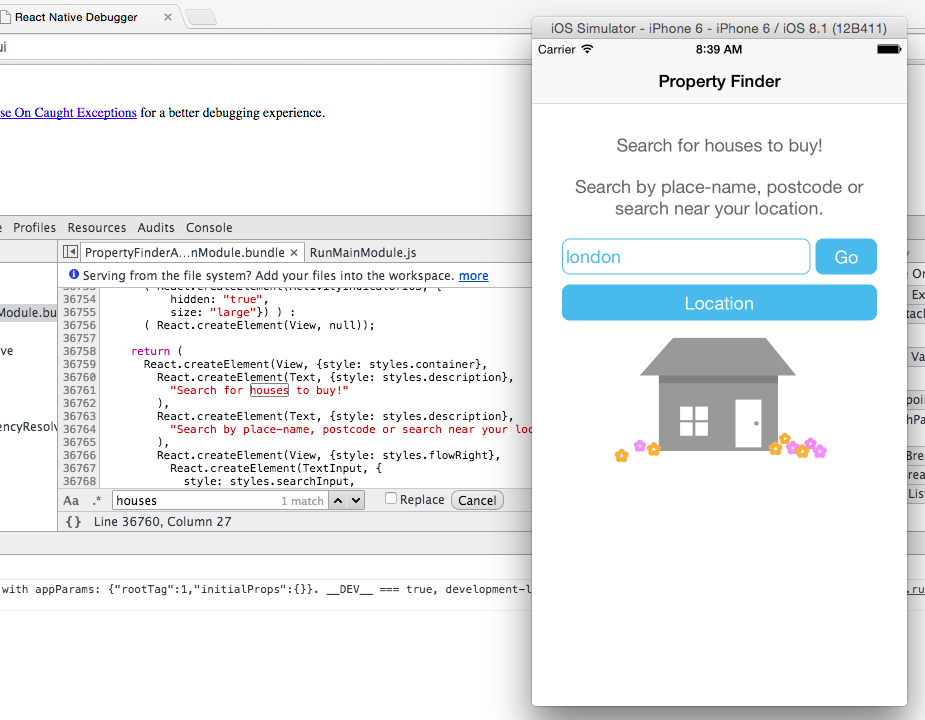 React Native Debugger ×
ui
se On Caught Exceptions for a better debugging experience.
e Profiles Resources Audits Console
PropertyFinderA...nModule.bundle × RunMainModule.js
Serving from the file system? Add your files into the workspace. more
Module.bu
ve
encyResolv
36753 ( React.createElement(ActivityIndicatorIOS, {
36754 hidden: "true",
36755 size: "large"}) ) :
36756 ( React.createElement(View, null));
36757
36758 return (
36759 React.createElement(View, {style: styles.container},
36760 React.createElement(Text, {style: styles.description},
36761 "Search for houses to buy!"
36762 ),
36763 React.createElement(Text, {style: styles.description},
36764 "Search by place-name, postcode or search near your loc
36765 ),
36766 React.createElement(View, {style: styles.flowRight},
36767 React.createElement(TextInput, {
36768 style: styles.searchInput,
Aa .* houses 1 match Replace Cancel
{ } Line 36760, Column 27
with appParams: {"rootTag":1,"initialProps":{}}. __DEV__ === true, development-l
iOS Simulator - iPhone 6 - iPhone 6 / iOS 8.1 (12B411)
Carrier 8:39 AM
Property Finder
Search for houses to buy!
Search by place-name, postcode or
search near your location.
london Go
Location
On
Ex
tack
Va
poi
hPa
Brea
rea
List
.ru